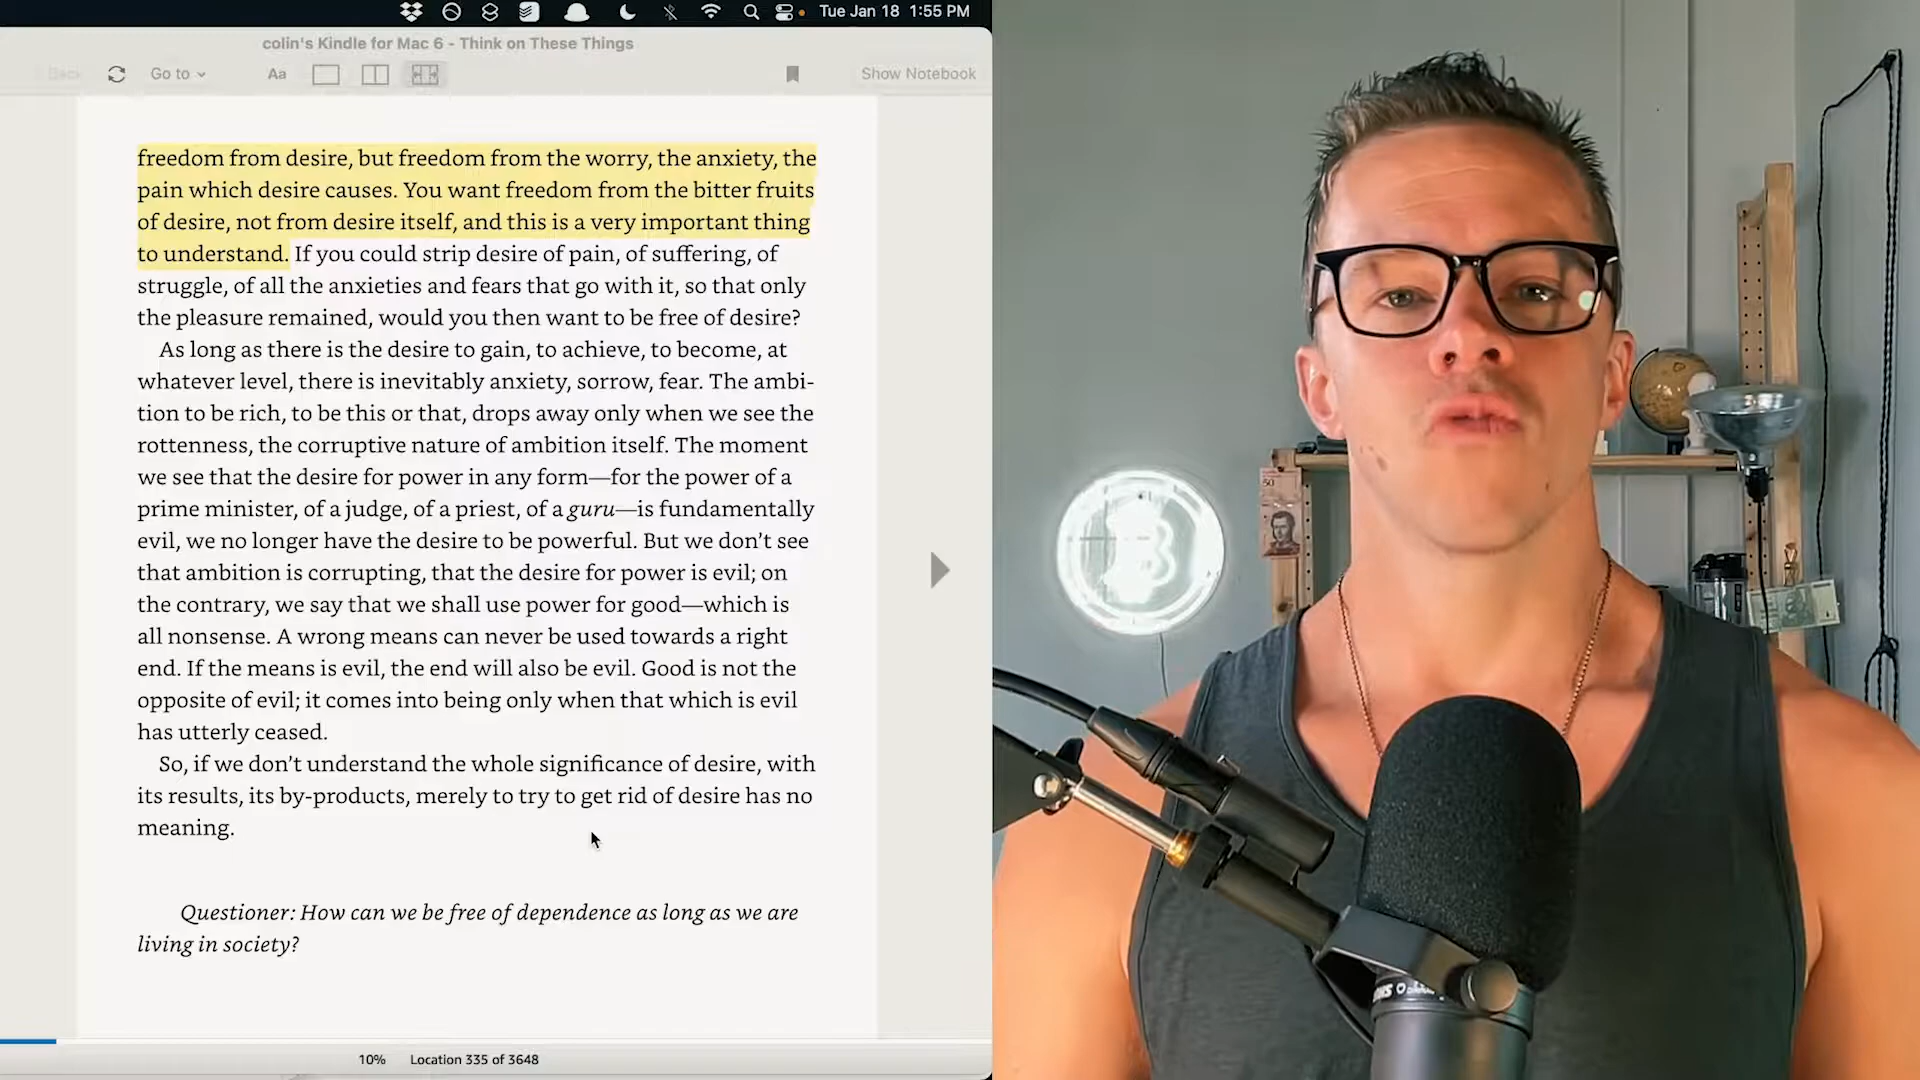 Tue Jan 18 1:55 PM
colin's Kindle for Mac 6 - Think on These Things
Back
Go to
Aa
Show Notebook
freedom from desire, but freedom from the worry, the anxiety, the
pain which desire causes. You want freedom from the bitter fruits
of desire, not from desire itself, and this is a very important thing
to understand. If you could strip desire of pain, of suffering, of
struggle, of all the anxieties and fears that go with it, so that only
the pleasure remained, would you then want to be free of desire?
As long as there is the desire to gain, to achieve, to become, at
whatever level, there is inevitably anxiety, sorrow, fear. The ambi-
tion to be rich, to be this or that, drops away only when we see the
rottenness, the corruptive nature of ambition itself. The moment
we see that the desire for power in any form—for the power of a
prime minister, of a judge, of a priest, of a guru—is fundamentally
evil, we no longer have the desire to be powerful. But we don't see
that ambition is corrupting, that the desire for power is evil; on
the contrary, we say that we shall use power for good—which is
all nonsense. A wrong means can never be used towards a right
end. If the means is evil, the end will also be evil. Good is not the
opposite of evil; it comes into being only when that which is evil
has utterly ceased.
So, if we don't understand the whole significance of desire, with
its results, its by-products, merely to try to get rid of desire has no
meaning.
Questioner: How can we be free of dependence as long as we are
living in society?
10%
Location 335 of 3648
50